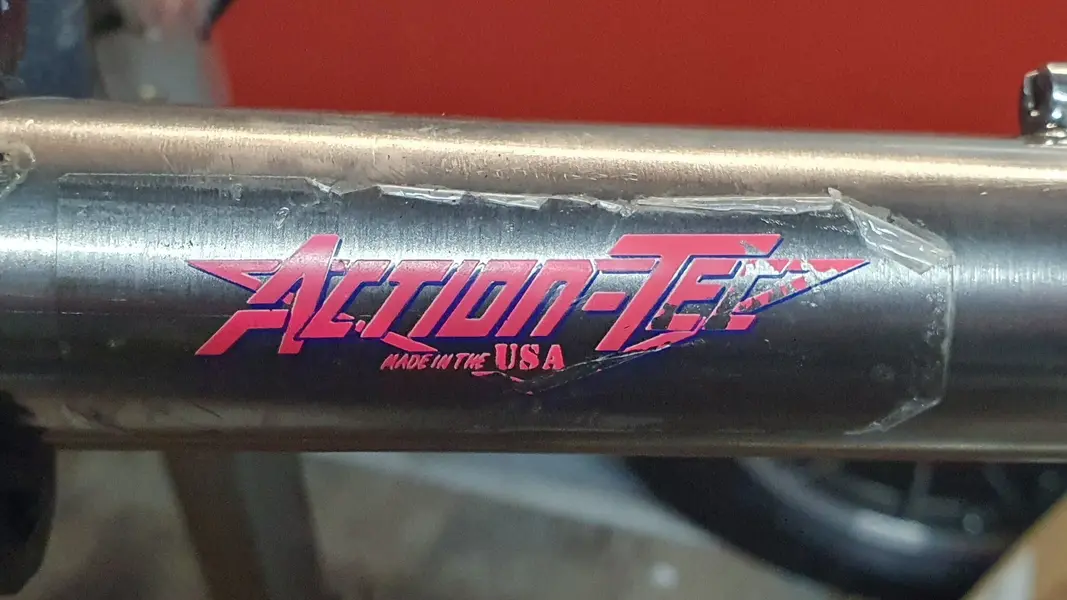 ACTION-TEC
MADE IN THE USA